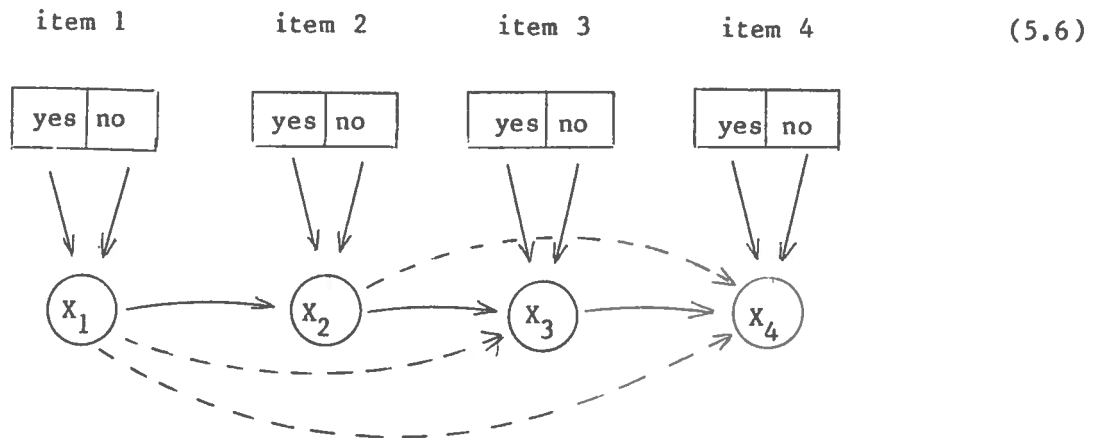 item 1 item 2 item 3 item 4 (5.6)
yes no yes no yes no yes no
X1 X2 X3 X4